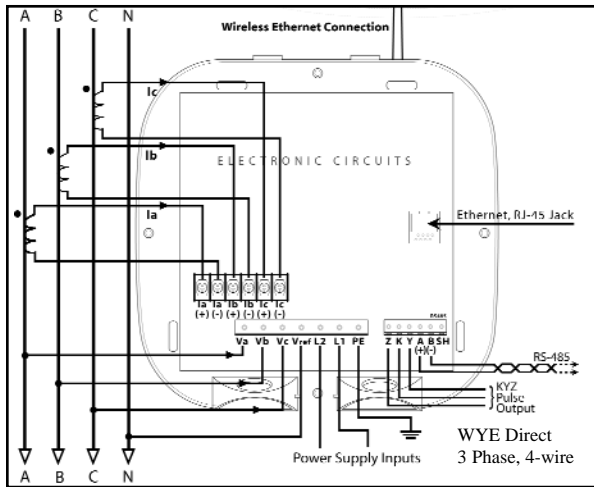 A B C N
Wireless Ethernet Connection
Ic
Ib
ELECTRONIC CIRCUITS
Ia
Ethernet, RJ-45 Jack
Ia Ia Ib Ib Ic Ic
(+) (-) (+) (-) (+) (-)
RS485
Va Vb Vc Vref L2 L1 PE
Z K Y A B SH
(+)(-)
RS-485
KYZ
Pulse
Output
WYE Direct
3 Phase, 4-wire
Power Supply Inputs
A B C N